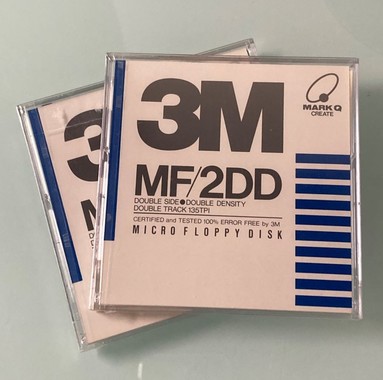 3M
MARK Q
CREATE
MF/2DD
DOUBLE SIDE●DOUBLE DENSITY
DOUBLE TRACK 135TPI
CERTIFIED and TESTED 100% ERROR FREE by 3M
MICRO FLOPPY DISK
3
M